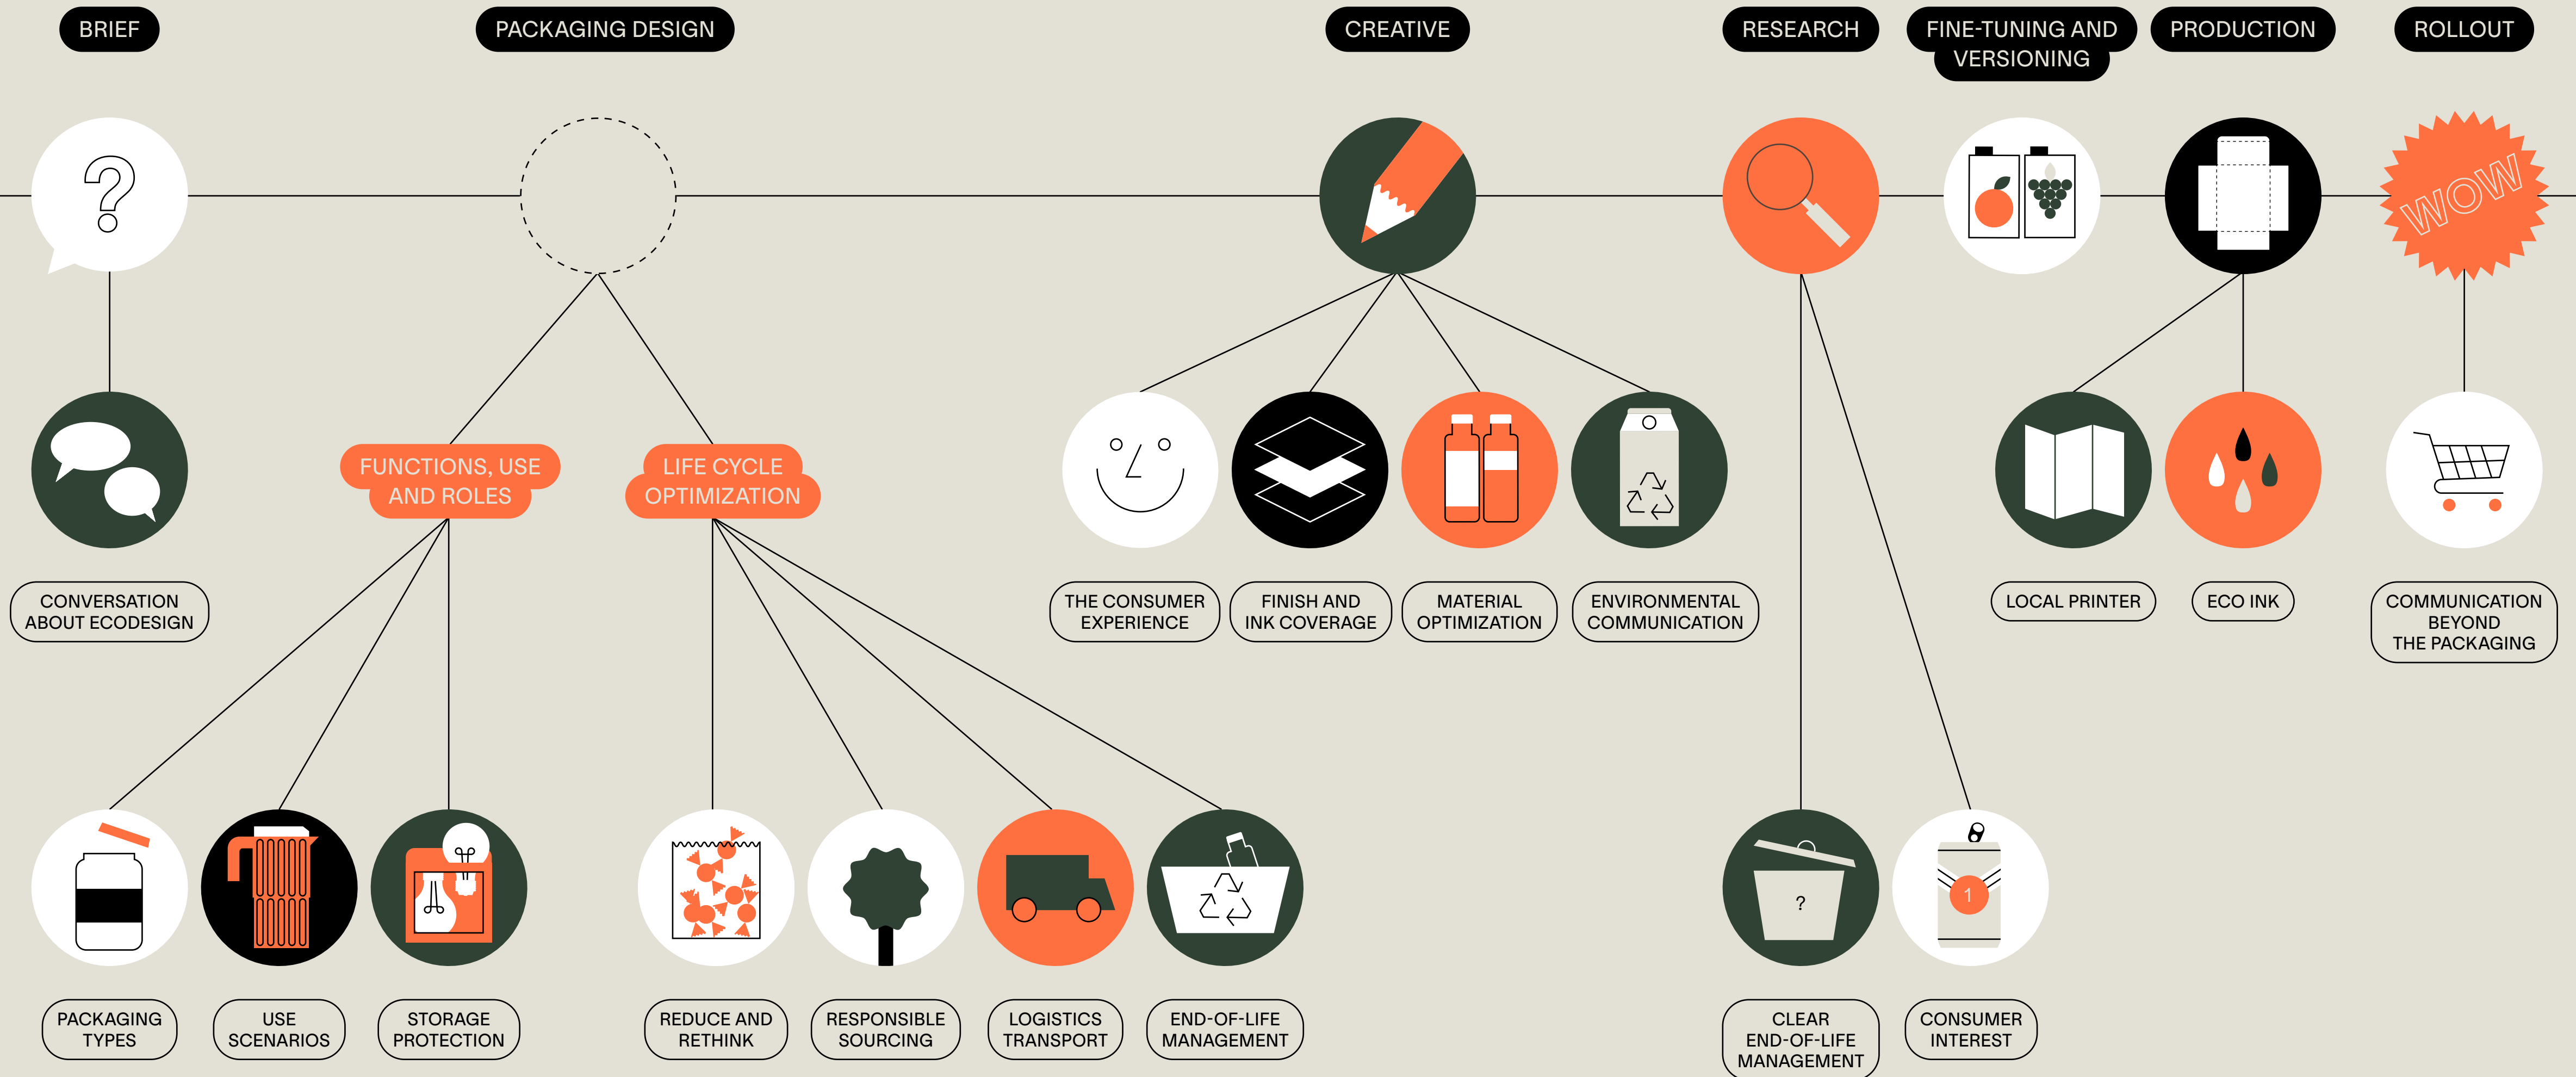 BRIEF
PACKAGING DESIGN
CREATIVE
RESEARCH
FINE-TUNING AND
VERSIONING
PRODUCTION
ROLLOUT
?
WOW
FUNCTIONS, USE
AND ROLES
LIFE CYCLE
OPTIMIZATION
CONVERSATION
ABOUT ECODESIGN
THE CONSUMER
EXPERIENCE
FINISH AND
INK COVERAGE
MATERIAL
OPTIMIZATION
ENVIRONMENTAL
COMMUNICATION
LOCAL PRINTER
ECO INK
COMMUNICATION
BEYOND
THE PACKAGING
?
1
PACKAGING
TYPES
USE
SCENARIOS
STORAGE
PROTECTION
REDUCE AND
RETHINK
RESPONSIBLE
SOURCING
LOGISTICS
TRANSPORT
END-OF-LIFE
MANAGEMENT
CLEAR
END-OF-LIFE
MANAGEMENT
CONSUMER
INTEREST